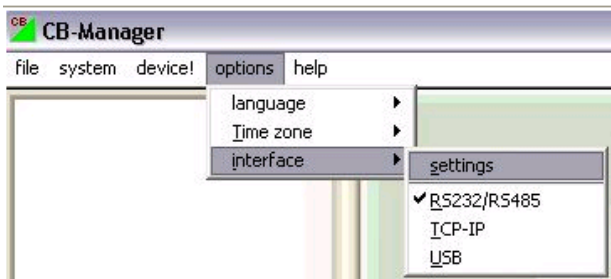 CB CB-Manager
file system device! options help
language
Time zone
interface
settings
RS232/RS485
TCP-IP
USB